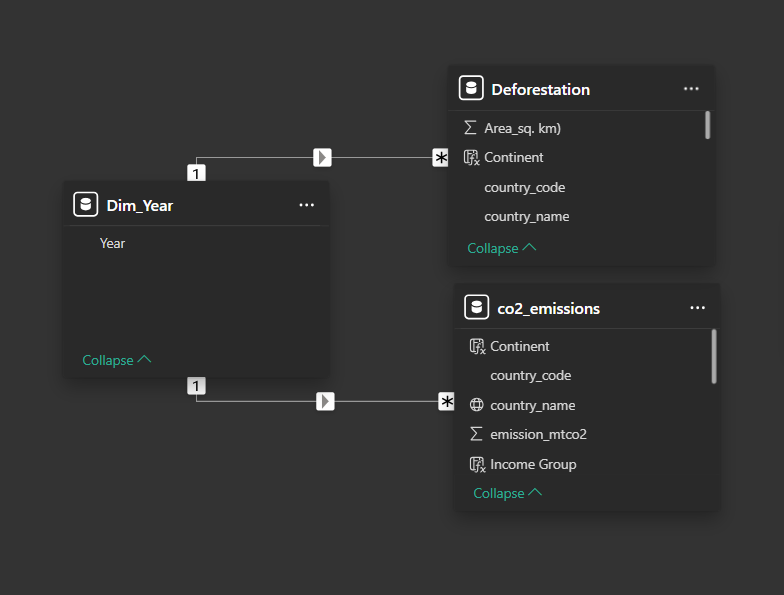 Dim_Year
Year
Collapse
1
1
Deforestation
Area_sq. km)
Continent
country_code
country_name
Collapse
*
co2_emissions
Continent
country_code
country_name
emission_mtco2
Income Group
Collapse
*